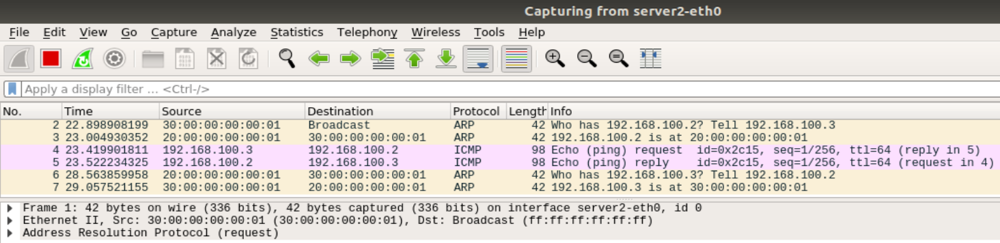 Capturing from server2-eth0
File Edit View Go Capture Analyze Statistics Telephony Wireless Tools Help
Apply a display filter ... <Ctrl-/>
No. Time Source Destination Protocol Length Info
2 22.898908199 30:00:00:00:00:01 Broadcast ARP 42 Who has 192.168.100.2? Tell 192.168.100.3
3 23.004930352 20:00:00:00:00:01 30:00:00:00:00:01 ARP 42 192.168.100.2 is at 20:00:00:00:00:01
4 23.419901811 192.168.100.3 192.168.100.2 ICMP 98 Echo (ping) request id=0x2c15, seq=1/256, ttl=64 (reply in 5)
5 23.522234325 192.168.100.2 192.168.100.3 ICMP 98 Echo (ping) reply id=0x2c15, seq=1/256, ttl=64 (request in 4)
6 28.563859958 20:00:00:00:00:01 30:00:00:00:00:01 ARP 42 Who has 192.168.100.3? Tell 192.168.100.2
7 29.057521155 30:00:00:00:00:01 20:00:00:00:00:01 ARP 42 192.168.100.3 is at 30:00:00:00:00:01
Frame 1: 42 bytes on wire (336 bits), 42 bytes captured (336 bits) on interface server2-eth0, id 0
Ethernet II, Src: 30:00:00:00:00:01 (30:00:00:00:00:01), Dst: Broadcast (ff:ff:ff:ff:ff:ff)
Address Resolution Protocol (request)